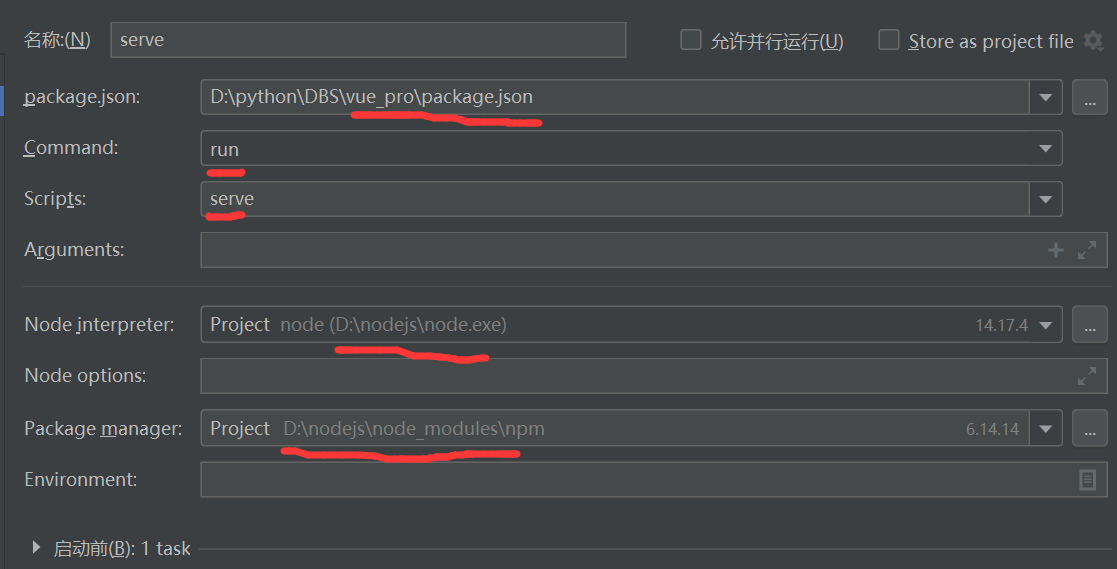 名称:(N) serve 允许并行运行(U) Store as project file
package.json: D:\python\DBS\vue_pro\package.json ...
Command: run
Scripts: serve
Arguments:
Node interpreter: Project node (D:\nodejs\node.exe) 14.17.4 ...
Node options:
Package manager: Project D:\nodejs\node_modules\npm 6.14.14 ...
Environment:
启动前(B): 1 task